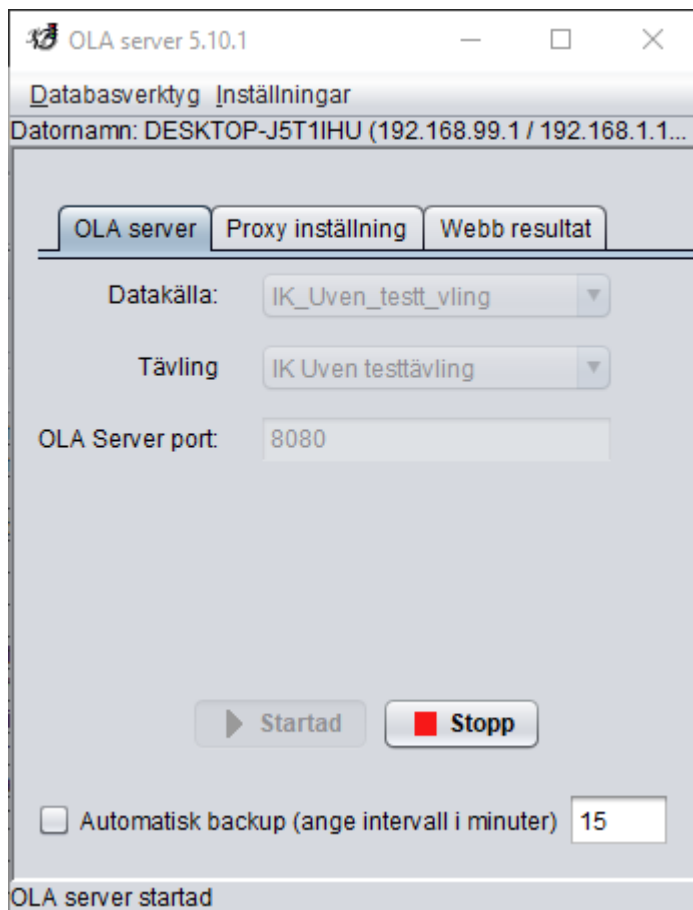 OLA server 5.10.1
Databasverktyg Inställningar
Datornamn: DESKTOP-J5T1IHU (192.168.99.1 / 192.168.1.1...
OLA server Proxy inställning Webb resultat
Datakälla: IK_Uven_testt_vling
Tävling IK Uven testtävling
OLA Server port: 8080
Startad Stopp
Automatisk backup (ange intervall i minuter) 15
OLA server startad